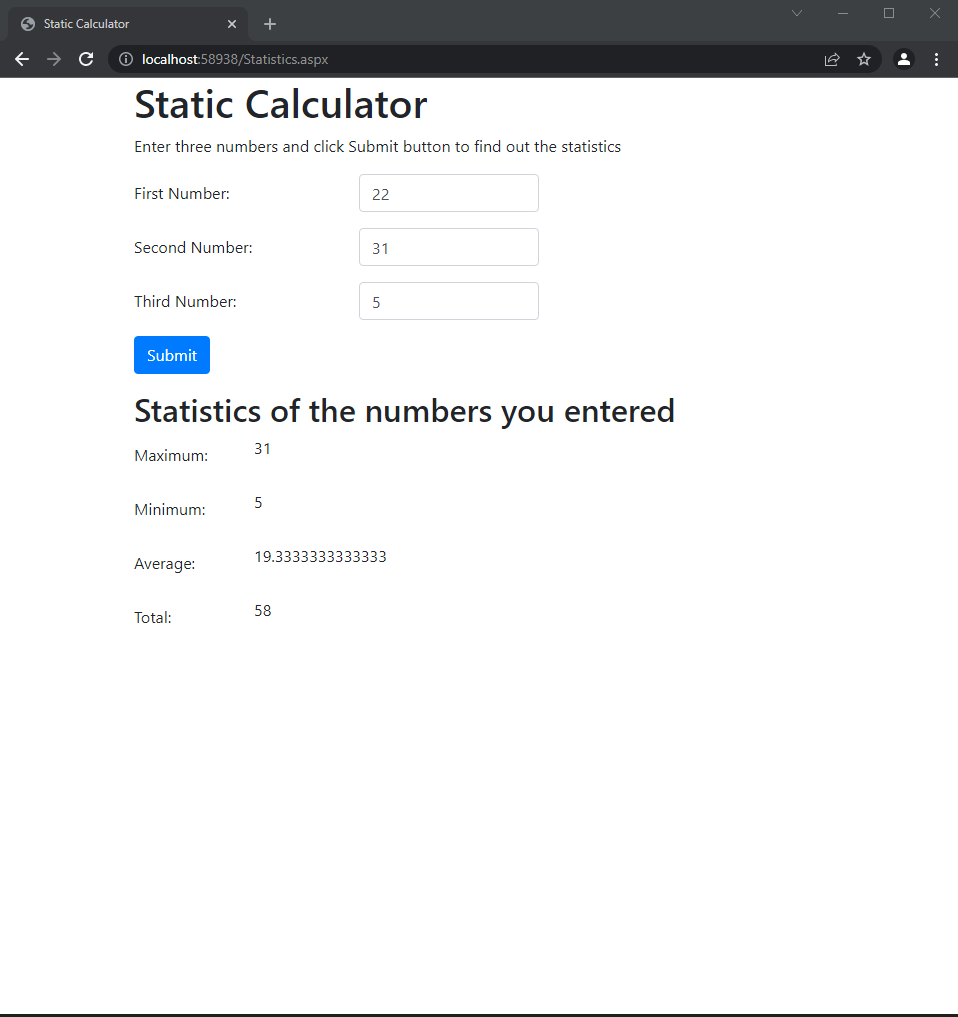 Static Calculator
localhost:58938/Statistics.aspx
Static Calculator
Enter three numbers and click Submit button to find out the statistics
First Number: 22
Second Number: 31
Third Number: 5
Submit
Statistics of the numbers you entered
Maximum: 31
Minimum: 5
Average: 19.3333333333333
Total: 58